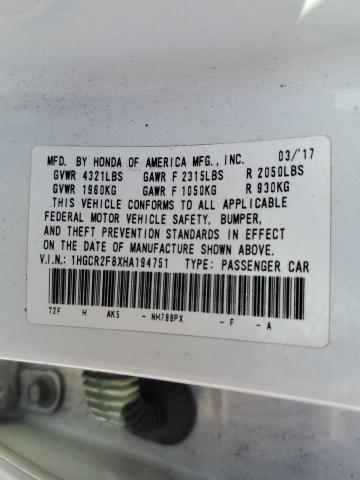 MFD. BY HONDA OF AMERICA MFG., INC. 03/'17
GVWR 4321LBS GAWR F 2315LBS R 2050LBS
GVWR 1960KG GAWR F 1050KG R 930KG
THIS VEHICLE CONFORMS TO ALL APPLICABLE
FEDERAL MOTOR VEHICLE SAFETY, BUMPER,
AND THEFT PREVENTION STANDARDS IN EFFECT
ON THE DATE OF MANUFACTURE SHOWN ABOVE.
V.I.N.: 1HGCR2F8XHA194751 TYPE: PASSENGER CAR
T2F H AK5 - NH788PX - F - A